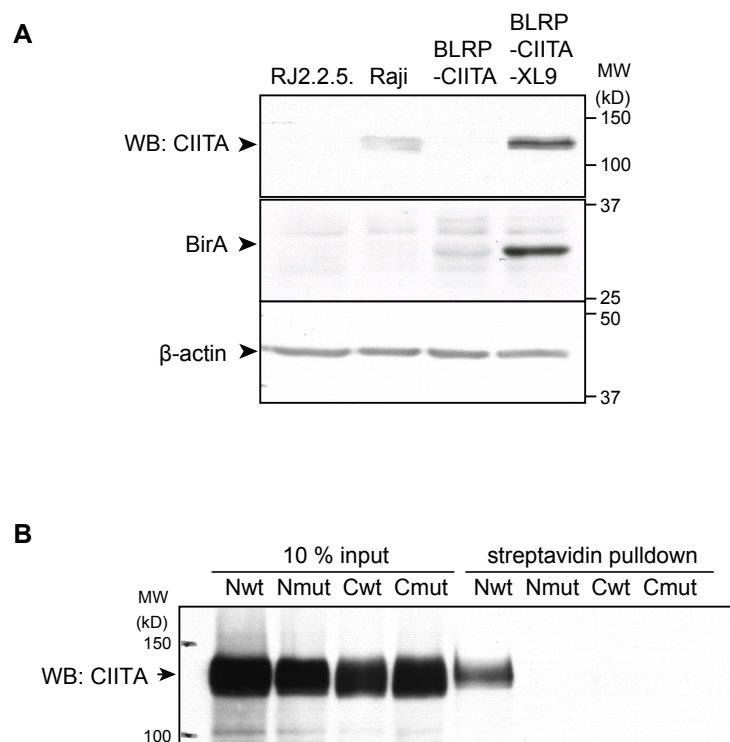 A
RJ2.2.5. Raji BLRP -CIITA BLRP -CIITA -XL9 MW (kD)
150
WB: CIITA
100
37
BirA
25
50
β-actin
37
B
10 % input streptavidin pulldown
Nwt Nmut Cwt Cmut Nwt Nmut Cwt Cmut
MW (kD)
150
WB: CIITA
100